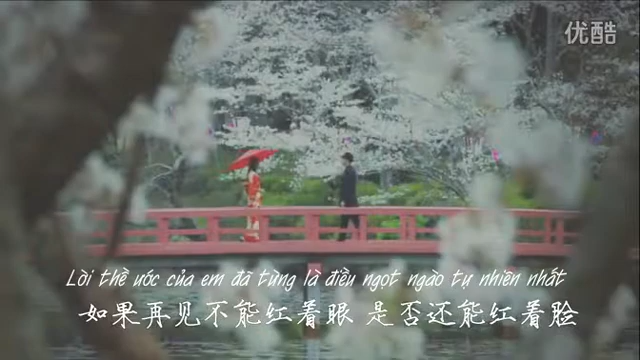 优酷
Lời thề ước của em đã từng là điều ngọt ngào tự nhiên nhất
如果再见不能红着眼 是否还能红着脸